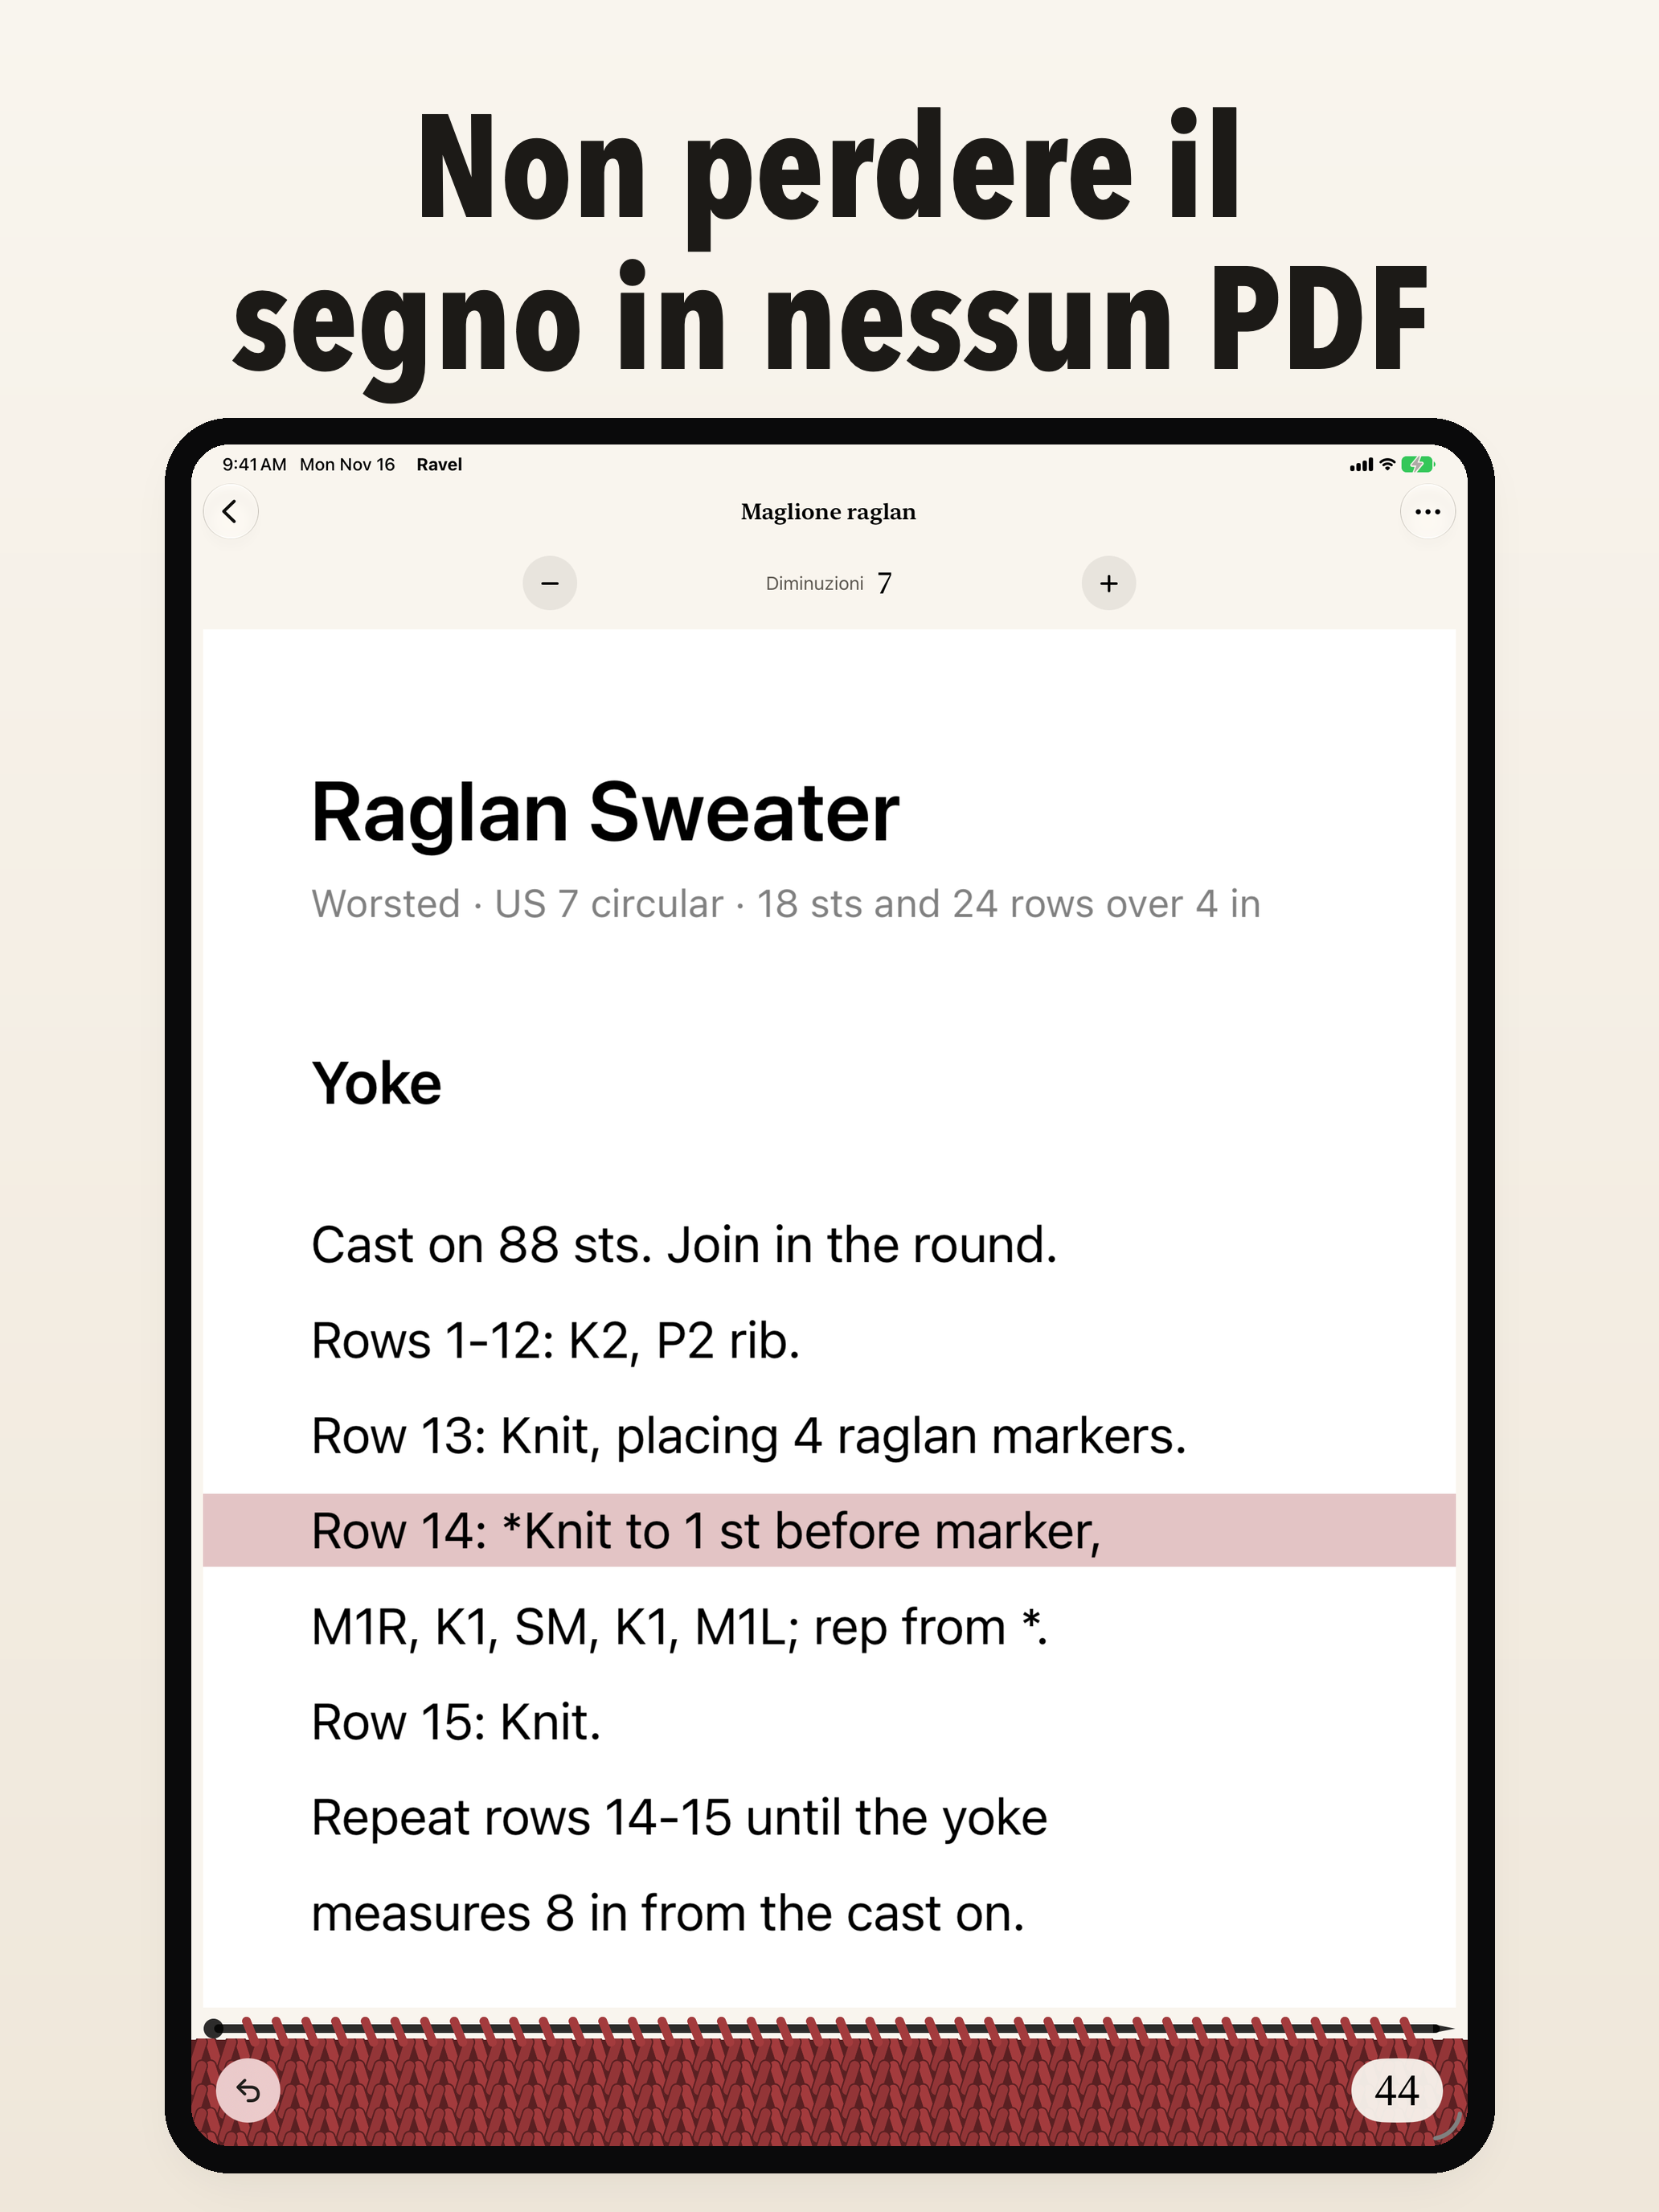 Non perdere il
segno in nessun PDF
9:41 AM Mon Nov 16 Ravel
Maglione raglan
Diminuzioni 7
Raglan Sweater
Worsted · US 7 circular · 18 sts and 24 rows over 4 in
Yoke
Cast on 88 sts. Join in the round.
Rows 1-12: K2, P2 rib.
Row 13: Knit, placing 4 raglan markers.
Row 14: *Knit to 1 st before marker,
M1R, K1, SM, K1, M1L; rep from *.
Row 15: Knit.
Repeat rows 14-15 until the yoke
measures 8 in from the cast on.
44